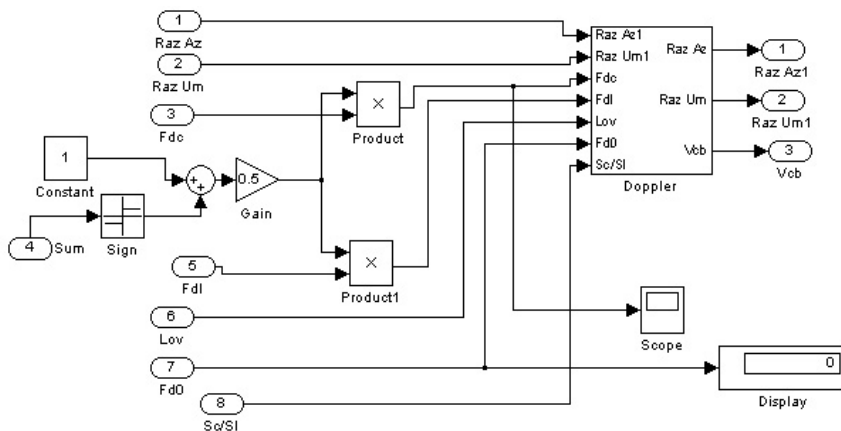 1
Raz Az
2
Raz Um
3
Fdc
1
Constant
4
Sum
Sign
+
+
0.5
Gain
×
Product
×
Product1
5
Fdl
6
Lov
7
Fd0
8
Sc/Sl
Raz Az1
Raz Um1
Fdc
Fdl
Lov
Fd0
Sc/Sl
Raz Az
Raz Um
Vcb
Doppler
1
Raz Az1
2
Raz Um1
3
Vcb
Scope
0
Display